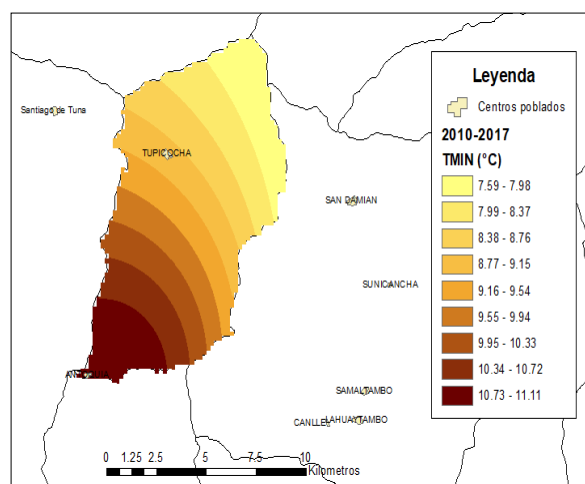 Leyenda
Centros poblados
2010-2017
TMIN (°C)
7.59 - 7.98
7.99 - 8.37
8.38 - 8.76
8.77 - 9.15
9.16 - 9.54
9.55 - 9.94
9.95 - 10.33
10.34 - 10.72
10.73 - 11.11
Santiago de Tuna
TUPICOCHA
SAN DAMIAN
SUNICANCHA
SAMALTAMBO
LAHUAYTAMBO
0 1.25 2.5 5 7.5 10
Kilometros